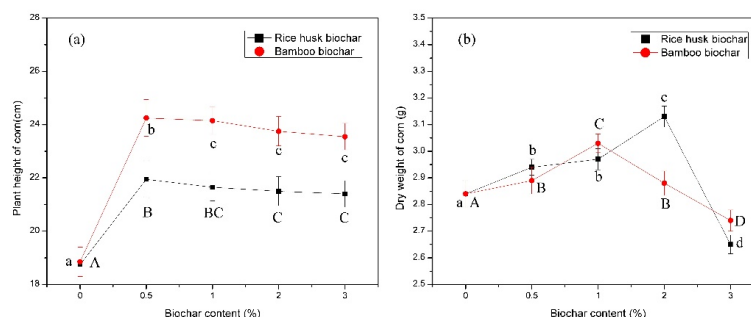 (a)
Rice husk biochar
Bamboo biochar
Plant height of corn(cm)
26
24
22
20
18
b
c
c
c
B
BC
C
C
a
A
0
0.5
1
2
3
Biochar content (%)
(b)
Rice husk biochar
Bamboo biochar
Dry weight of corn (g)
3.5
3.4
3.3
3.2
3.1
3.0
2.9
2.8
2.7
2.6
2.5
c
C
b
b
B
B
a
A
D
d
0
0.5
1
2
3
Biochar content (%)